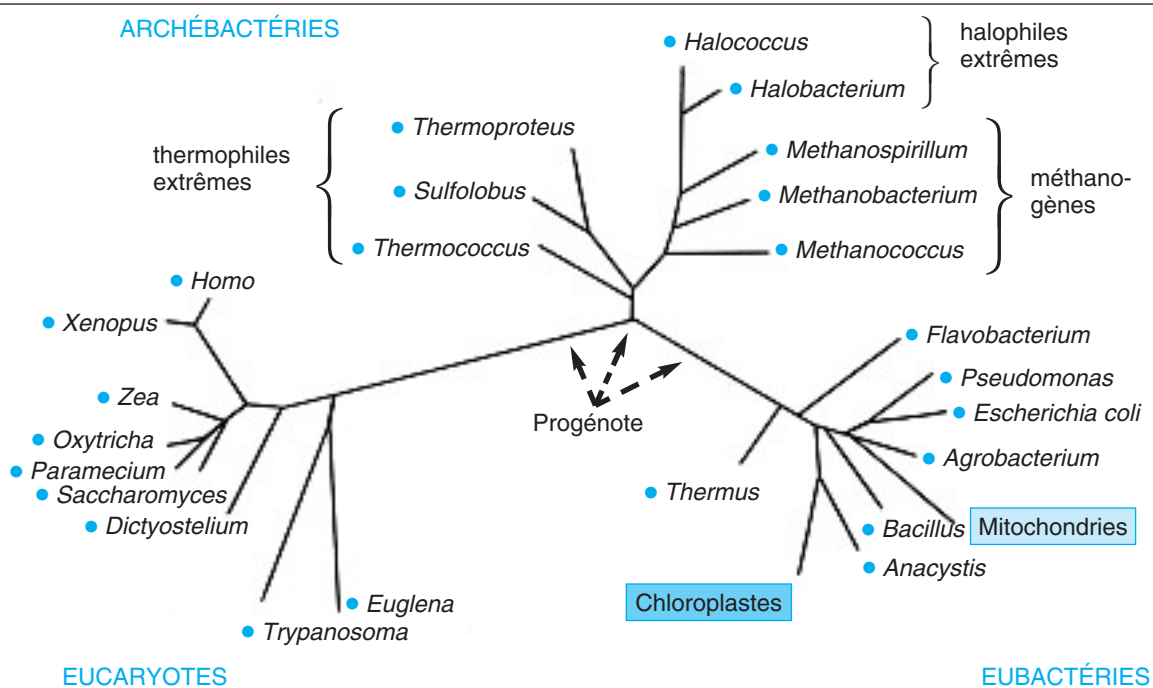 ARCHÉBACTÉRIES
Halococcus
halophiles
extrêmes
Halobacterium
Thermoproteus
thermophiles
extrêmes
Sulfolobus
Thermococcus
Methanospirillum
Methanobacterium
méthano-
gènes
Methanococcus
Homo
Xenopus
Zea
Oxytricha
Paramecium
Saccharomyces
Dictyostelium
Euglena
Trypanosoma
Progénote
Flavobacterium
Pseudomonas
Escherichia coli
Agrobacterium
Thermus
Bacillus
Mitochondries
Anacystis
Chloroplastes
EUCARYOTES
EUBACTÉRIES